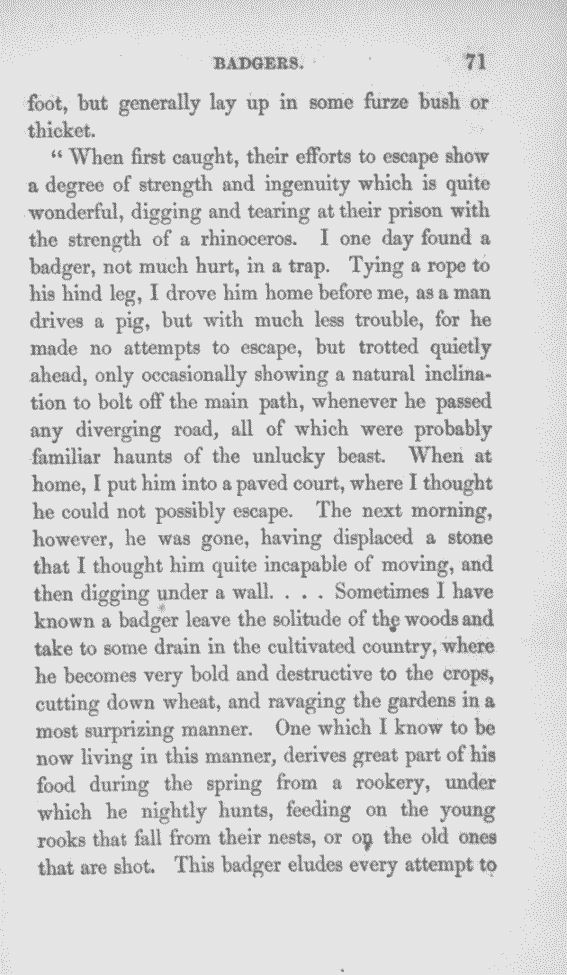 BADGERS. 71
foot, but generally lay up in some furze bush or
thicket.
“ When first caught, their efforts to escape show
a degree of strength and ingenuity which is quite
wonderful, digging and tearing at their prison with
the strength of a rhinoceros. I one day found a
badger, not much hurt, in a trap. Tying a rope to
his hind leg, I drove him home before me, as a man
drives a pig, but with much less trouble, for he
made no attempts to escape, but trotted quietly
ahead, only occasionally showing a natural inclina-
tion to bolt off the main path, whenever he passed
any diverging road, all of which were probably
familiar haunts of the unlucky beast. When at
home, I put him into a paved court, where I thought
he could not possibly escape. The next morning,
however, he was gone, having displaced a stone
that I thought him quite incapable of moving, and
then digging under a wall. . . . Sometimes I have
known a badger leave the solitude of the woods and
take to some drain in the cultivated country, where
he becomes very bold and destructive to the crops,
cutting down wheat, and ravaging the gardens in a
most surprizing manner. One which I know to be
now living in this manner, derives great part of his
food during the spring from a rookery, under
which he nightly hunts, feeding on the young
rooks that fall from their nests, or on the old ones
that are shot. This badger eludes every attempt to